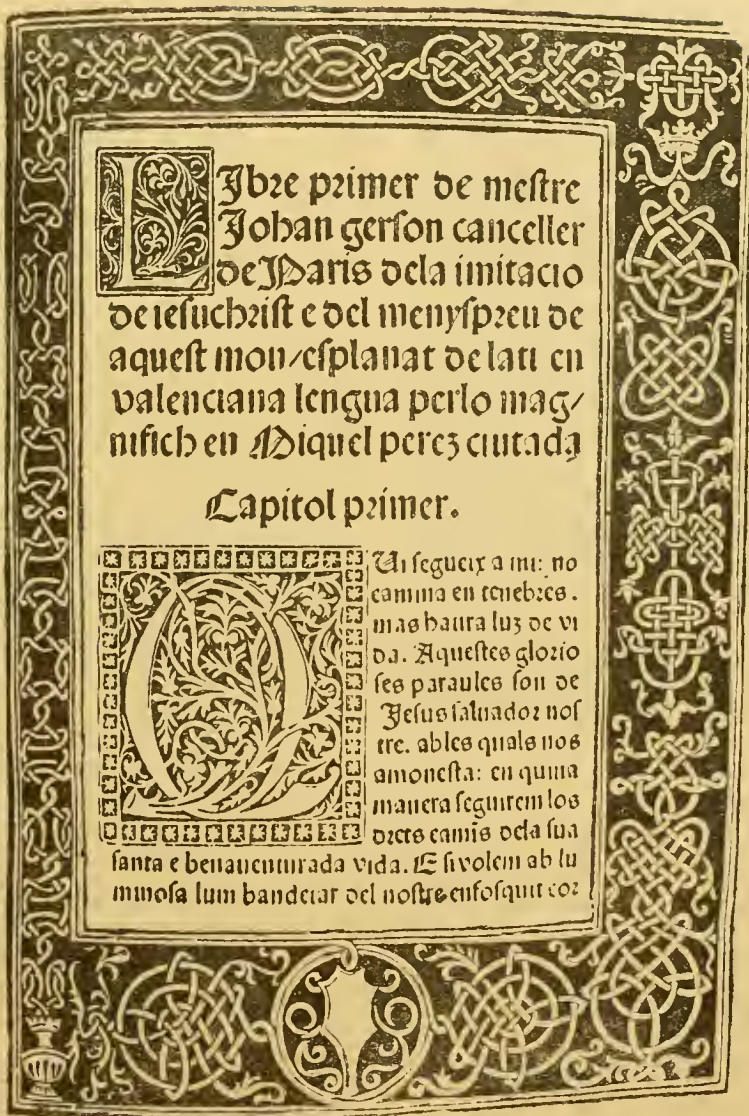 LIbre primer de mestre
Johan gerson canceller
de Paris dela imitacio
de iesuchrist e del menyspreu de
aquest mon/esplanat de lati en
valenciana lengua perlo mag/
nifich en Miquel perez ciutada
Capitol primer.
QUi segueix a mi: no
camina en tenebres.
mas haura luz de vi
da. Aquestes glorio
ses paraules son de
Jesus saluador nos
tre. ables quals nos
amonesta: en quina
manera seguirem los
drets camis dela sua
santa e benauenturada vida. E si volem ab lu
minosa lum bandeiar del nostre enfosquit cor